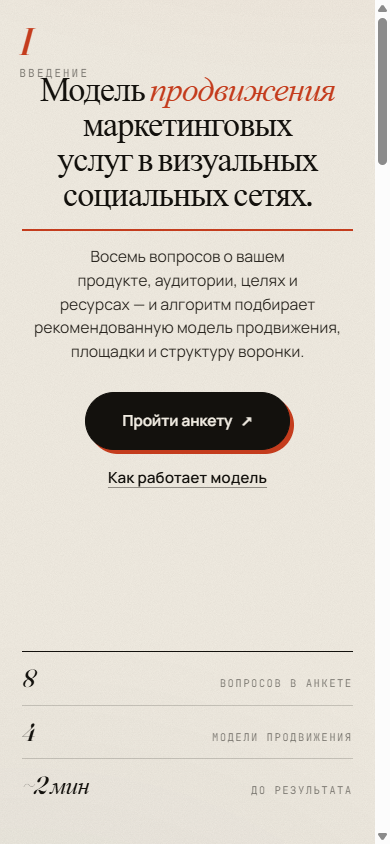 I
ВВЕДЕНИЕ
Модель продвижения
маркетинговых
услуг в визуальных
социальных сетях.
Восемь вопросов о вашем
продукте, аудитории, целях и
ресурсах — и алгоритм подбирает
рекомендованную модель продвижения,
площадки и структуру воронки.
Пройти анкету ↗
Как работает модель
8 ВОПРОСОВ В АНКЕТЕ
4 МОДЕЛИ ПРОДВИЖЕНИЯ
~2мин ДО РЕЗУЛЬТАТА